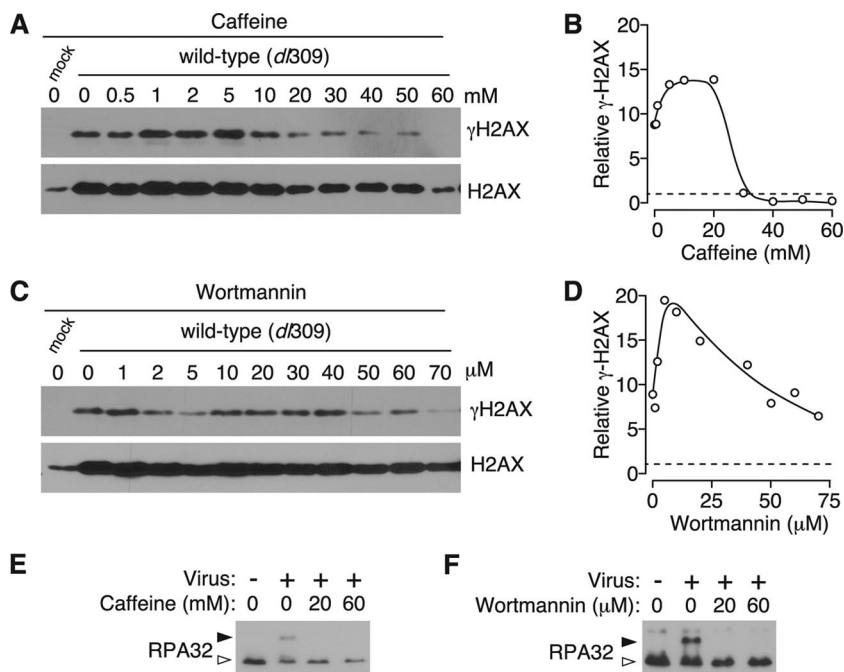 A
Caffeine
mock
wild-type (dl309)
0 0 0.5 1 2 5 10 20 30 40 50 60 mM
γH2AX
H2AX
B
Relative γ-H2AX
20
15
10
5
0
0 20 40 60
Caffeine (mM)
C
Wortmannin
mock
wild-type (dl309)
0 0 1 2 5 10 20 30 40 50 60 70 μM
γH2AX
H2AX
D
Relative γ-H2AX
20
15
10
5
0
0 25 50 75
Wortmannin (μM)
E
Virus: - + + +
Caffeine (mM): 0 0 20 60
RPA32
F
Virus: - + + +
Wortmannin (μM): 0 0 20 60
RPA32